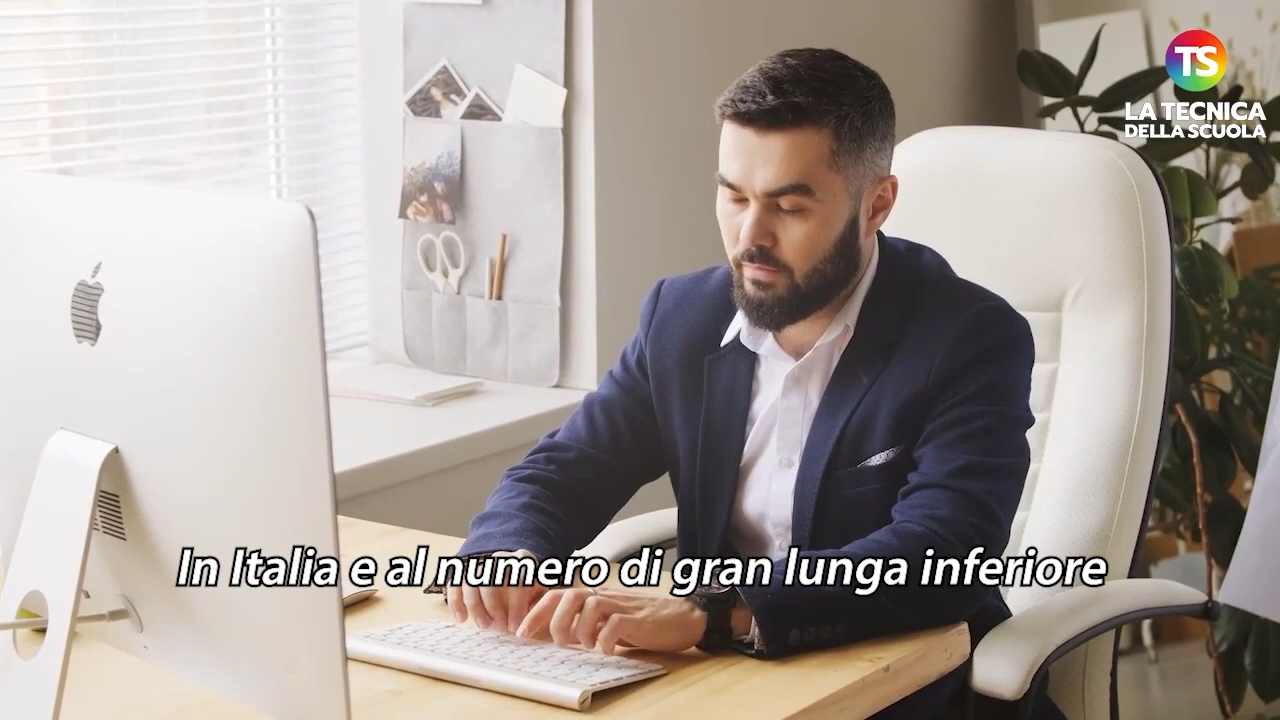 TS
LA TECNICA
DELLA SCUOLA
In Italia e al numero di gran lunga inferiore